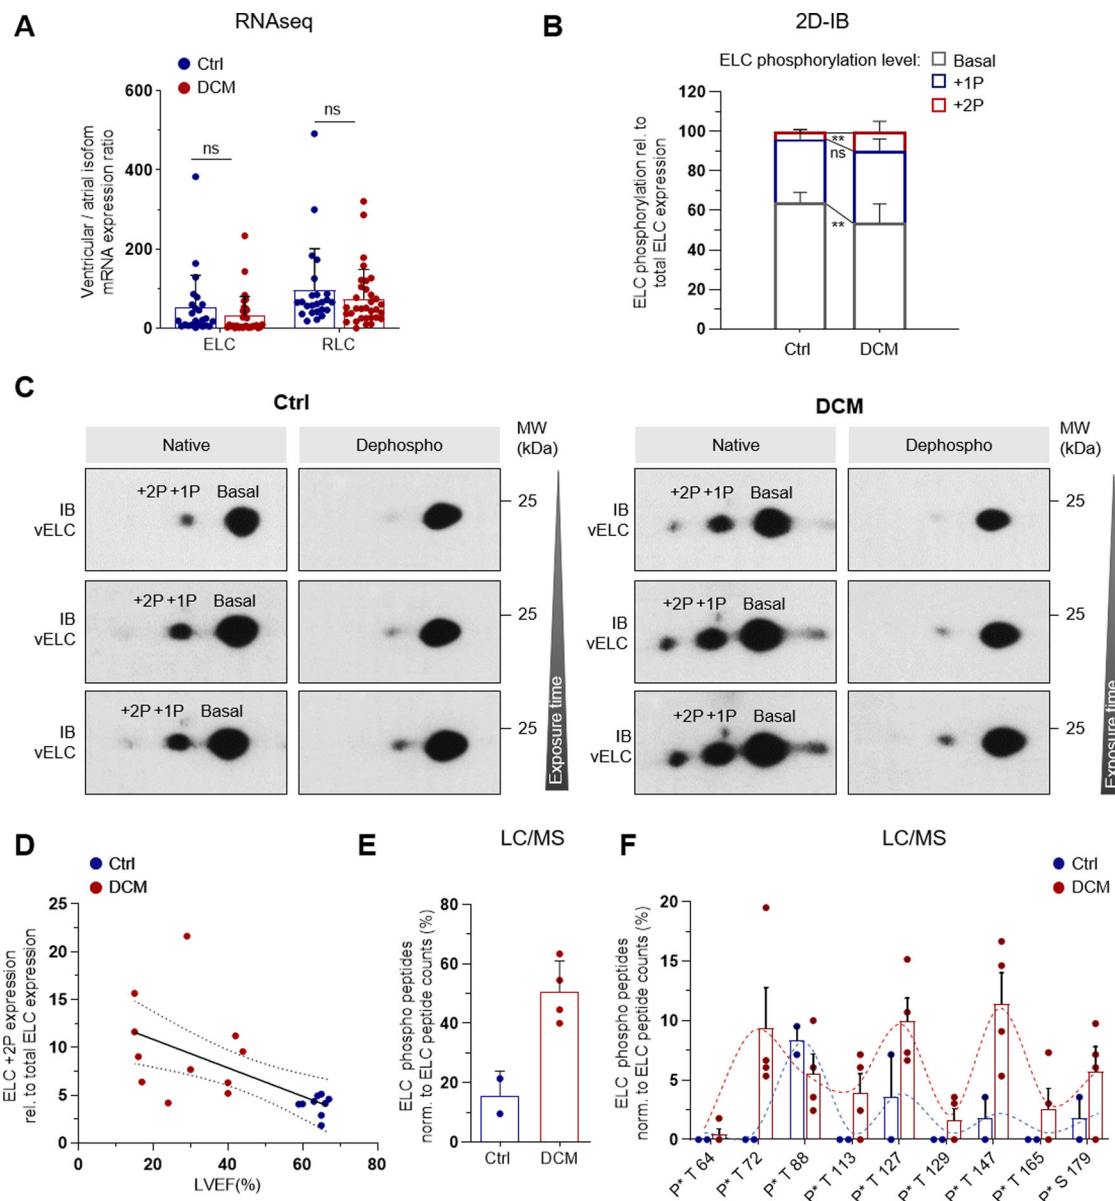 A
RNAseq
Ctrl
DCM
Ventricular / atrial isofom
mRNA expression ratio
600
400
200
0
ns
ns
ELC
RLC
B
2D-IB
ELC phosphorylation level:
Basal
+1P
+2P
ELC phosphorylation rel. to
total ELC expression
120
100
80
60
40
20
0
**
ns
**
Ctrl
DCM
C
Ctrl
Native
Dephospho
MW
(kDa)
IB
vELC
+2P +1P Basal
25
IB
vELC
+2P +1P Basal
25
IB
vELC
+2P +1P Basal
25
Exposure time
DCM
Native
Dephospho
MW
(kDa)
IB
vELC
+2P +1P Basal
25
IB
vELC
+2P +1P Basal
25
IB
vELC
+2P +1P Basal
25
Exposure time
D
Ctrl
DCM
ELC +2P expression
rel. to total ELC expression
25
20
15
10
5
0
0
20
40
60
80
LVEF(%)
E
LC/MS
ELC phospho peptides
norm. to ELC peptide counts (%)
80
60
40
20
0
Ctrl
DCM
F
LC/MS
Ctrl
DCM
ELC phospho peptides
norm. to ELC peptide counts (%)
20
15
10
5
0
P* T 64
P* T 72
P* T 88
P* T 113
P* T 127
P* T 129
P* T 147
P* T 165
P* S 179